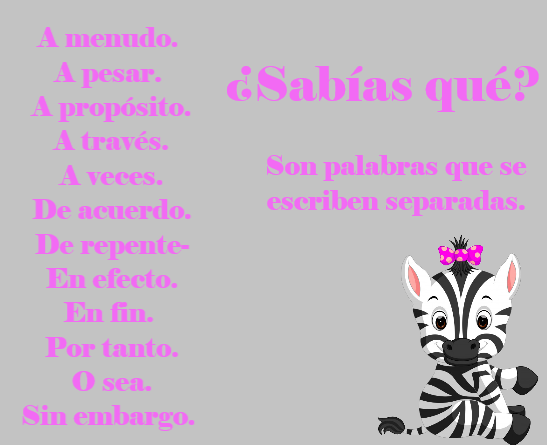 A menudo.
A pesar.
A propósito.
A través.
A veces.
De acuerdo.
De repente-
En efecto.
En fin.
Por tanto.
O sea.
Sin embargo.
¿Sabías qué?
Son palabras que se
escriben separadas.